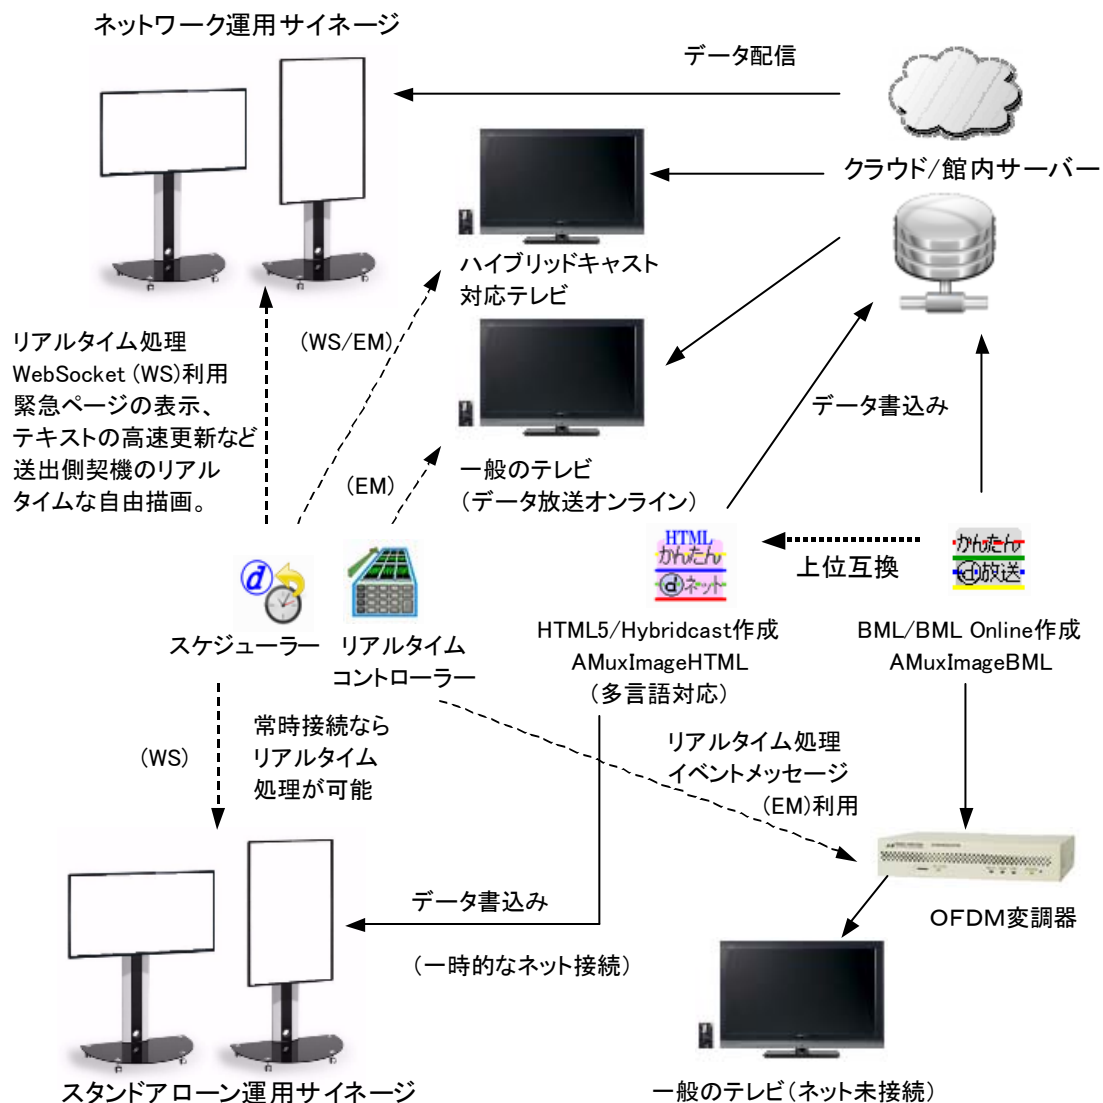 ネットワーク運用サイネージ
データ配信
クラウド/館内サーバー
ハイブリッドキャスト
対応テレビ
リアルタイム処理
WebSocket (WS)利用
緊急ページの表示、
テキストの高速更新など
送出側契機のリアル
タイムな自由描画。
(WS/EM)
データ書込み
(EM)
一般のテレビ
(データ放送オンライン)
HTML
かんたん
ⓓネット
上位互換
かんたん
ⓓ放送
d
スケジューラー
リアルタイム
コントローラー
HTML5/Hybridcast作成
AMuxImageHTML
(多言語対応)
BML/BML Online作成
AMuxImageBML
(WS)
常時接続なら
リアルタイム
処理が可能
リアルタイム処理
イベントメッセージ
(EM)利用
データ書込み
(一時的なネット接続)
OFDM変調器
スタンドアローン運用サイネージ
一般のテレビ(ネット未接続)